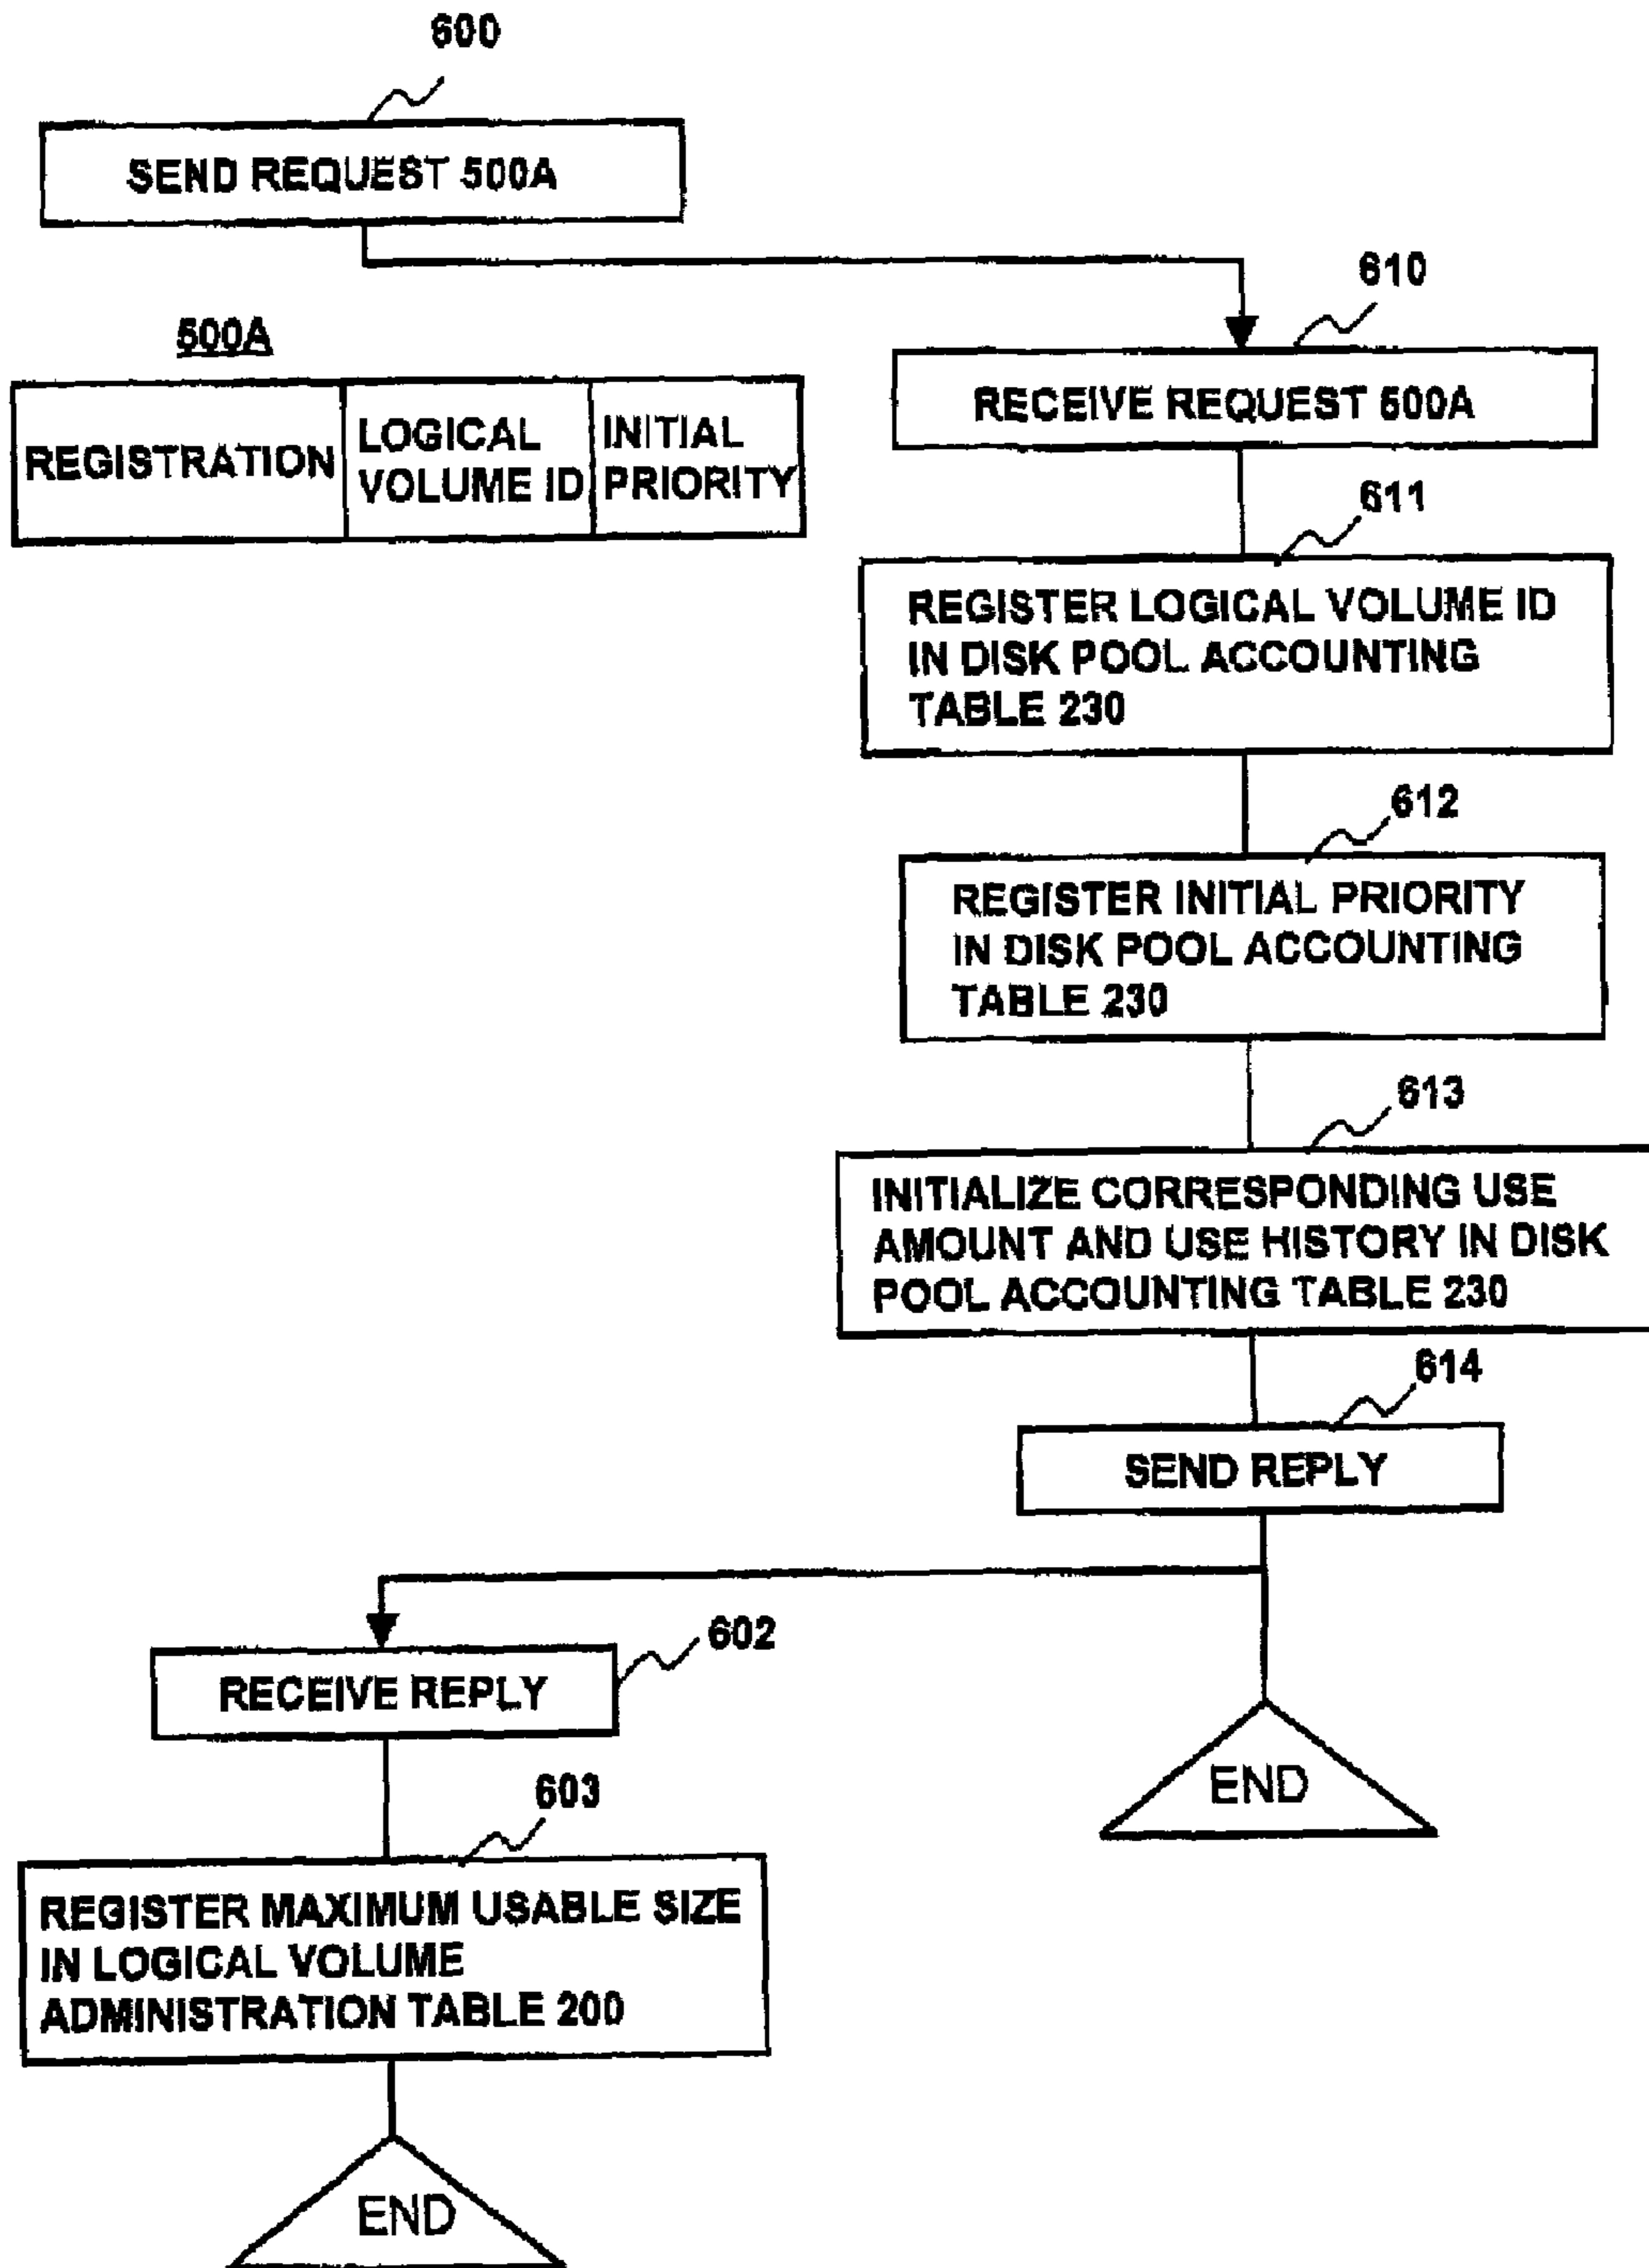 600
SEND REQUEST 500A
610
RECEIVE REQUEST 500A
500A
REGISTRATION
LOGICAL
VOLUME ID
INITIAL
PRIORITY
611
REGISTER LOGICAL VOLUME ID
IN DISK POOL ACCOUNTING
TABLE 230
612
REGISTER INITIAL PRIORITY
IN DISK POOL ACCOUNTING
TABLE 230
613
INITIALIZE CORRESPONDING USE
AMOUNT AND USE HISTORY IN DISK
POOL ACCOUNTING TABLE 230
614
SEND REPLY
602
RECEIVE REPLY
END
603
REGISTER MAXIMUM USABLE SIZE
IN LOGICAL VOLUME
ADMINISTRATION TABLE 200
END